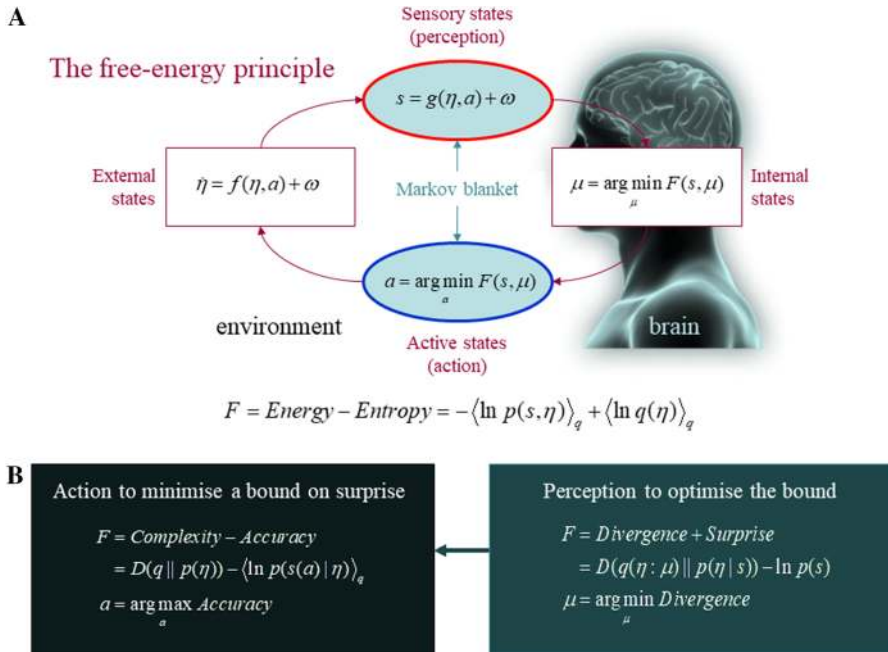 A
Sensory states
(perception)
The free-energy principle
s = g(η, a) + ω
External
states
η̇ = f(η, a) + ω
Markov blanket
μ = arg min F(s, μ)
μ
Internal
states
a = arg min F(s, μ)
a
environment
brain
Active states
(action)
F = Energy − Entropy = −⟨ln p(s, η)⟩q + ⟨ln q(η)⟩q
B
Action to minimise a bound on surprise
F = Complexity − Accuracy
= D(q || p(η)) − ⟨ln p(s(a) | η)⟩q
a = arg max Accuracy
a
Perception to optimise the bound
F = Divergence + Surprise
= D(q(η : μ) || p(η | s)) − ln p(s)
μ = arg min Divergence
μ